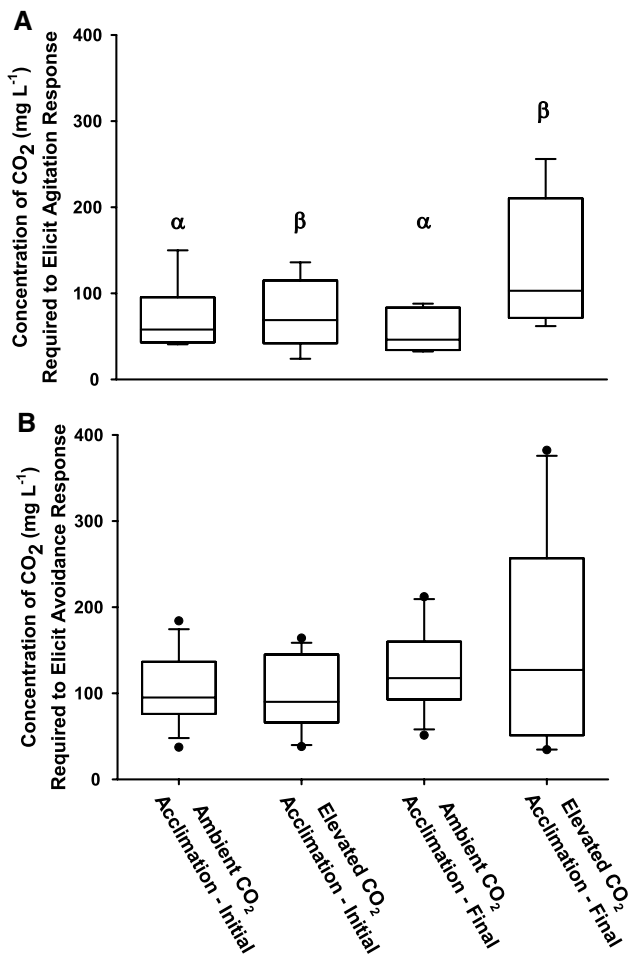 A
Concentration of CO2 (mg L-1)
Required to Elicit Agitation Response
400
300
200
100
0
α
β
α
β
B
Concentration of CO2 (mg L-1)
Required to Elicit Avoidance Response
400
300
200
100
0
Ambient CO2
Acclimation - Initial
Elevated CO2
Acclimation - Initial
Ambient CO2
Acclimation - Final
Elevated CO2
Acclimation - Final